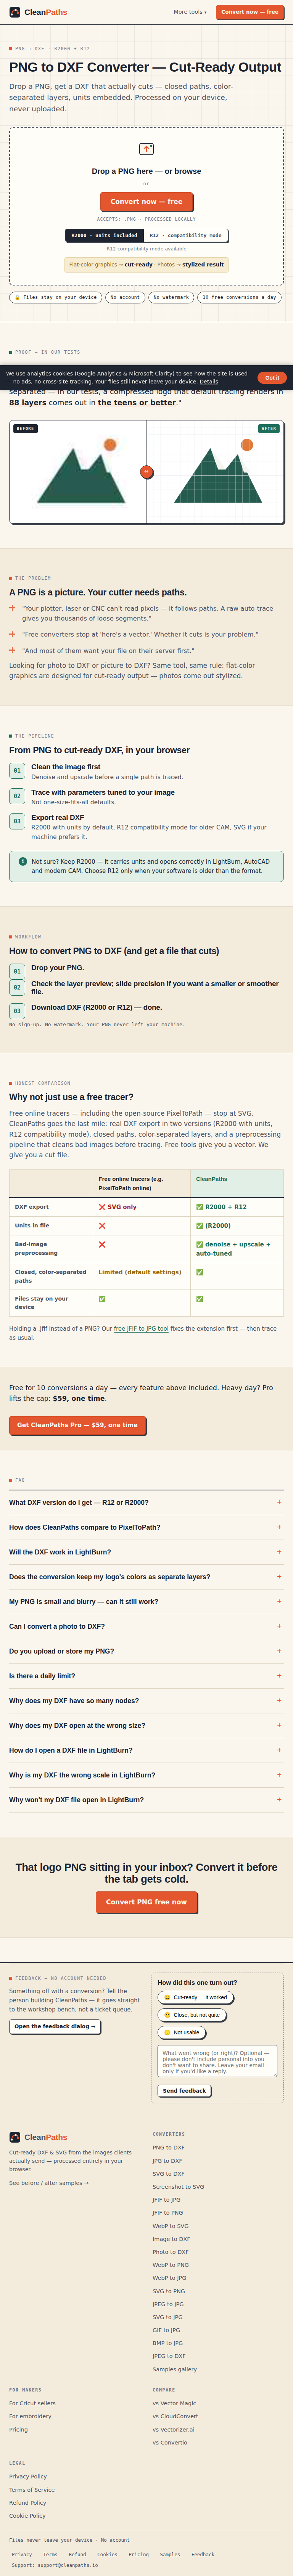 CleanPaths
More tools ▾
Convert now — free
PNG → DXF · R2000 + R12
PNG to DXF Converter — Cut-Ready Output
Drop a PNG, get a DXF that actually cuts — closed paths, color-
separated layers, units embedded. Processed on your device,
never uploaded.
Drop a PNG here — or browse
— or —
Convert now — free
ACCEPTS: .PNG · PROCESSED LOCALLY
R2000 · units included
R12 · compatibility mode
R12 compatibility mode available
Flat-color graphics → cut-ready · Photos → stylized result
🔒 Files stay on your device
No account
No watermark
10 free conversions a day
PROOF — IN OUR TESTS
We use analytics cookies (Google Analytics & Microsoft Clarity) to see how the site is used
— no ads, no cross-site tracking. Your files still never leave your device. Details
Got it
separated — in our tests, a compressed logo that default tracing renders in
88 layers comes out in the teens or better."
BEFORE
AFTER
THE PROBLEM
A PNG is a picture. Your cutter needs paths.
"Your plotter, laser or CNC can't read pixels — it follows paths. A raw auto-trace
gives you thousands of loose segments."
"Free converters stop at 'here's a vector.' Whether it cuts is your problem."
"And most of them want your file on their server first."
Looking for photo to DXF or picture to DXF? Same tool, same rule: flat-color
graphics are designed for cut-ready output — photos come out stylized.
THE PIPELINE
From PNG to cut-ready DXF, in your browser
01
Clean the image first
Denoise and upscale before a single path is traced.
02
Trace with parameters tuned to your image
Not one-size-fits-all defaults.
03
Export real DXF
R2000 with units by default, R12 compatibility mode for older CAM, SVG if your
machine prefers it.
Not sure? Keep R2000 — it carries units and opens correctly in LightBurn, AutoCAD
and modern CAM. Choose R12 only when your software is older than the format.
WORKFLOW
How to convert PNG to DXF (and get a file that cuts)
01
Drop your PNG.
02
Check the layer preview; slide precision if you want a smaller or smoother
file.
03
Download DXF (R2000 or R12) — done.
No sign-up. No watermark. Your PNG never left your machine.
HONEST COMPARISON
Why not just use a free tracer?
Free online tracers — including the open-source PixelToPath — stop at SVG.
CleanPaths goes the last mile: real DXF export in two versions (R2000 with units,
R12 compatibility mode), closed paths, color-separated layers, and a preprocessing
pipeline that cleans bad images before tracing. Free tools give you a vector. We
give you a cut file.
Free online tracers (e.g.
PixelToPath online)
CleanPaths
DXF export
❌ SVG only
✅ R2000 + R12
Units in file
❌
✅ (R2000)
Bad-image
preprocessing
❌
✅ denoise + upscale +
auto-tuned
Closed, color-separated
paths
Limited (default settings)
✅
Files stay on your
device
✅
✅
Holding a .jfif instead of a PNG? Our free JFIF to JPG tool fixes the extension first — then trace
as usual.
Free for 10 conversions a day — every feature above included. Heavy day? Pro
lifts the cap: $59, one time.
Get CleanPaths Pro — $59, one time
FAQ
What DXF version do I get — R12 or R2000?
+
How does CleanPaths compare to PixelToPath?
+
Will the DXF work in LightBurn?
+
Does the conversion keep my logo's colors as separate layers?
+
My PNG is small and blurry — can it still work?
+
Can I convert a photo to DXF?
+
Do you upload or store my PNG?
+
Is there a daily limit?
+
Why does my DXF have so many nodes?
+
Why does my DXF open at the wrong size?
+
How do I open a DXF file in LightBurn?
+
Why is my DXF the wrong scale in LightBurn?
+
Why won't my DXF file open in LightBurn?
+
That logo PNG sitting in your inbox? Convert it before
the tab gets cold.
Convert PNG free now
FEEDBACK — NO ACCOUNT NEEDED
Something off with a conversion? Tell the
person building CleanPaths — it goes straight
to the workshop bench, not a ticket queue.
Open the feedback dialog →
How did this one turn out?
Cut-ready — it worked
Close, but not quite
Not usable
What went wrong (or right)? Optional —
please don't include personal info you
don't want to share. Leave your email
only if you'd like a reply.
Send feedback
CleanPaths
Cut-ready DXF & SVG from the images clients
actually send — processed entirely in your
browser.
See before / after samples →
CONVERTERS
PNG to DXF
JPG to DXF
SVG to DXF
Screenshot to SVG
JFIF to JPG
JFIF to PNG
WebP to SVG
Image to DXF
Photo to DXF
WebP to PNG
WebP to JPG
SVG to PNG
JPEG to JPG
SVG to JPG
GIF to JPG
BMP to JPG
JPEG to DXF
Samples gallery
FOR MAKERS
For Cricut sellers
For embroidery
Pricing
COMPARE
vs Vector Magic
vs CloudConvert
vs Vectorizer.ai
vs Convertio
LEGAL
Privacy Policy
Terms of Service
Refund Policy
Cookie Policy
Files never leave your device · No account
Privacy
Terms
Refund
Cookies
Pricing
Samples
Feedback
Support: support@cleanpaths.io